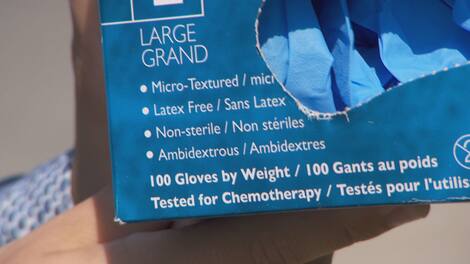 LARGE
GRAND
• Micro-Textured / micr
• Latex Free / Sans Latex
• Non-sterile / Non stériles
• Ambidextrous / Ambidextres
100 Gloves by Weight / 100 Gants au poids
Tested for Chemotherapy / Testés pour l'utilis